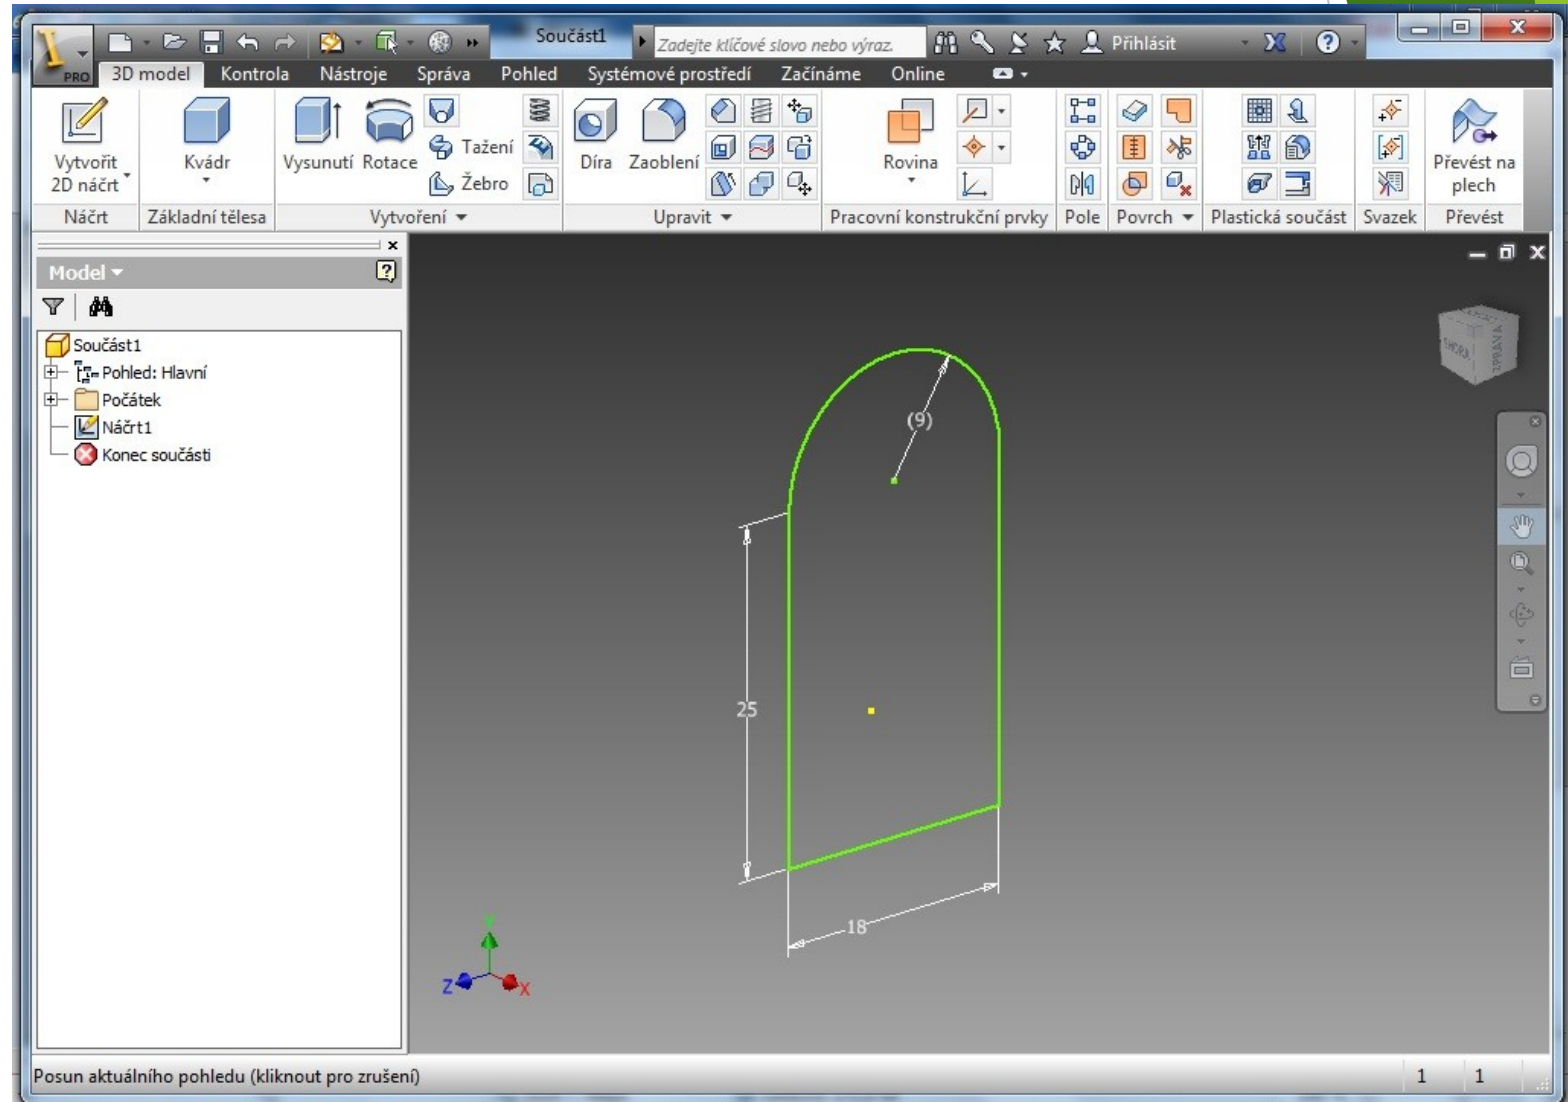 Součást1 Zadejte klíčové slovo nebo výraz. Přihlásit
PRO 3D model Kontrola Nástroje Správa Pohled Systémové prostředí Začínáme Online
Vytvořit 2D náčrt
Kvádr
Vysunutí Rotace
Tažení
Žebro
Díra Zaoblení
Rovina
Převést na plech
Náčrt Základní tělesa Vytvoření Upravit Pracovní konstrukční prvky Pole Povrch Plastická součást Svazek Převést
Model
Součást1
Pohled: Hlavní
Počátek
Náčrt1
Konec součásti
ZPRAVA
(9)
25
18
Y
Z X
Posun aktuálního pohledu (kliknout pro zrušení) 1 1